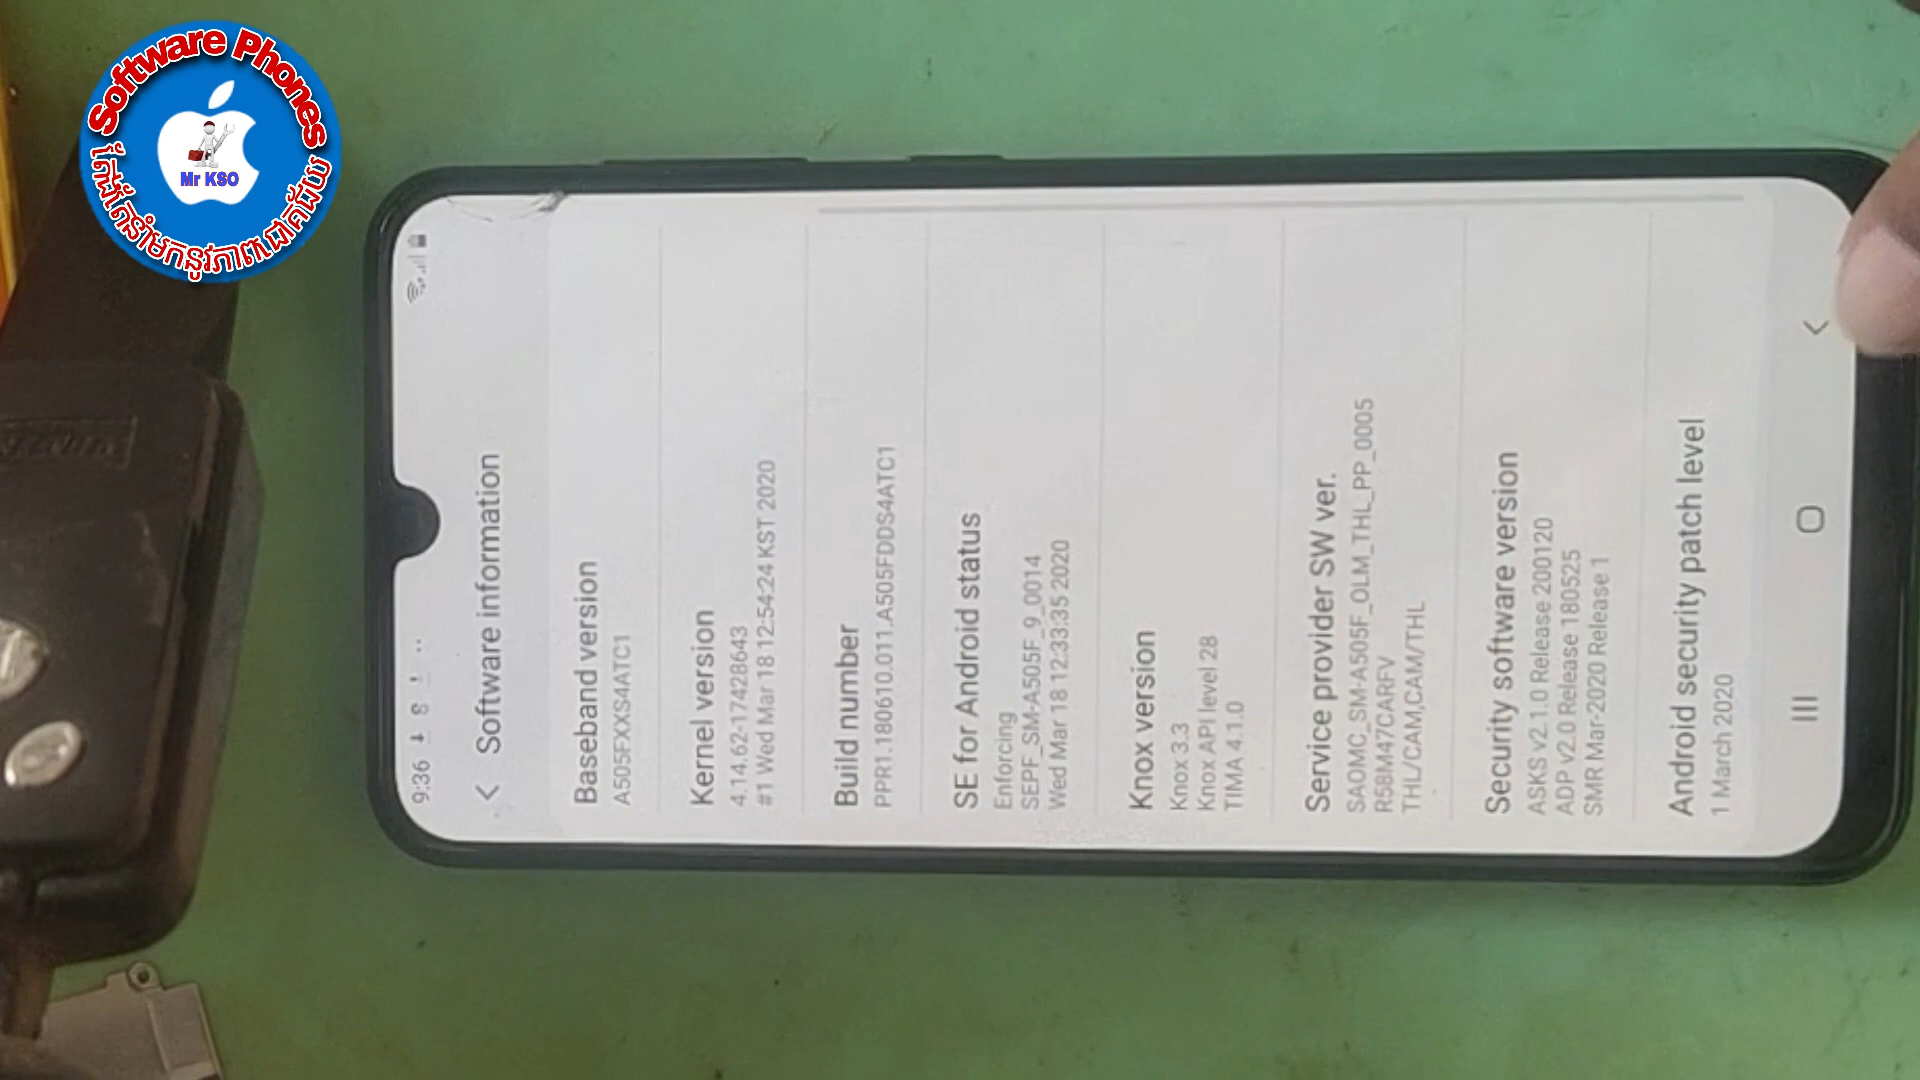 Software Phones
Mr KSO
9:36
Software information
Baseband version
A505FXXS4ATC1
Kernel version
4.14.62-17428643
#1 Wed Mar 18 12:54:24 KST 2020
Build number
PPR1.180610.011.A505FDDS4ATC1
SE for Android status
Enforcing
SEPF_SM-A505F_9_0014
Wed Mar 18 12:33:35 2020
Knox version
Knox 3.3
Knox API level 28
TIMA 4.1.0
Service provider SW ver.
SAOMC_SM-A505F_OLM_THL_PP_0005
R58M47CARFV
THL/CAM,CAM/THL
Security software version
ASKS v2.1.0 Release 200120
ADP v2.0 Release 180525
SMR Mar-2020 Release 1
Android security patch level
1 March 2020